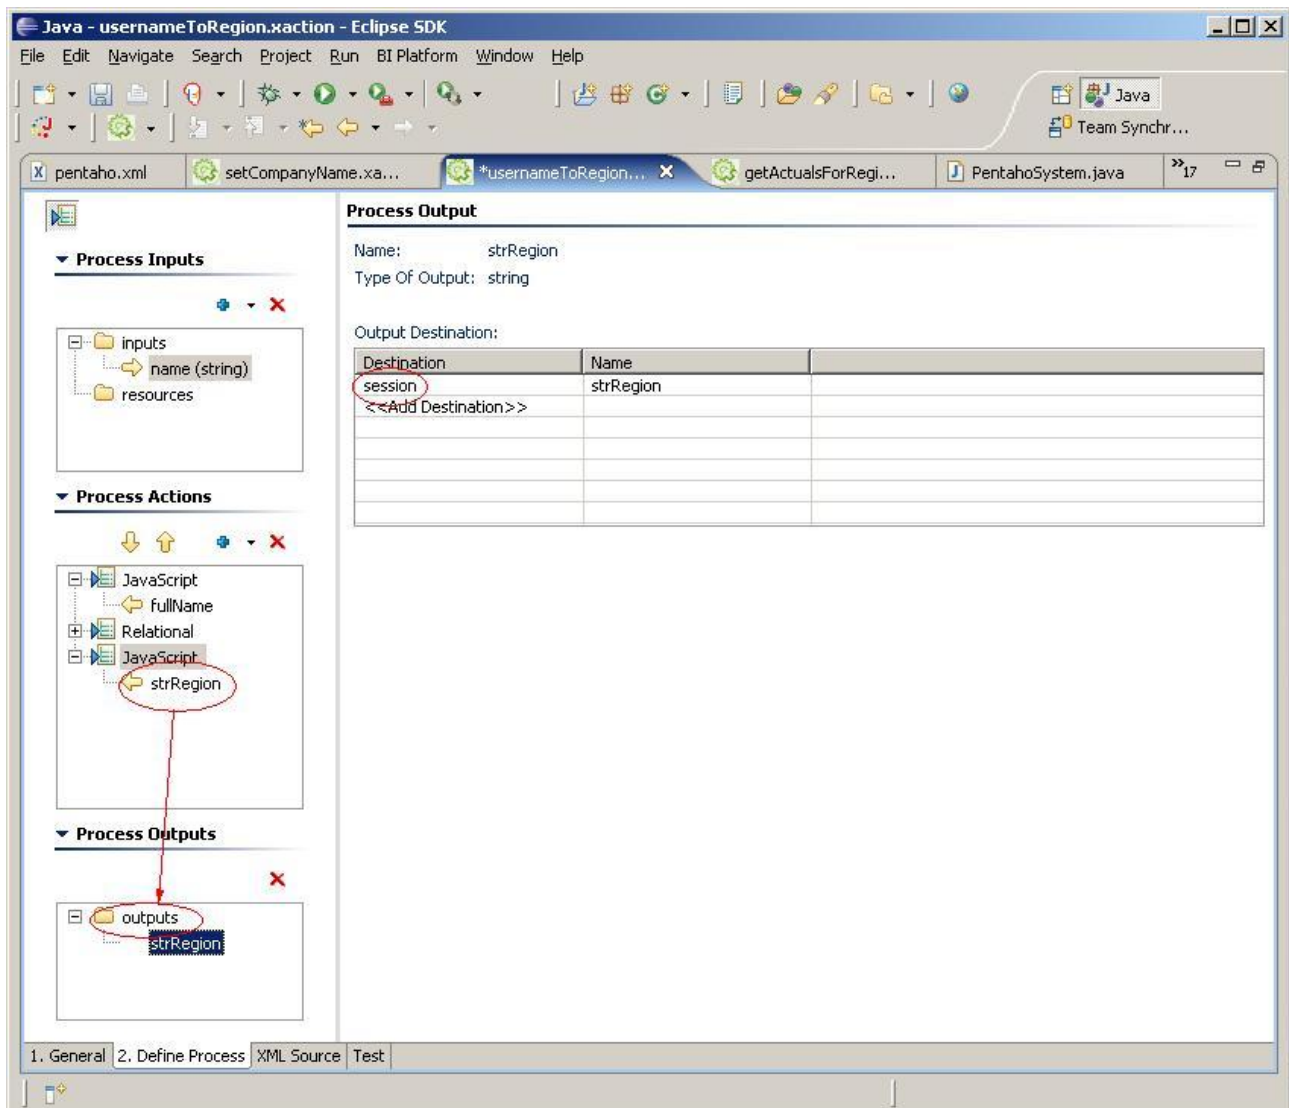 Java - usernameToRegion.xaction - Eclipse SDK
File Edit Navigate Search Project Run BI Platform Window Help
Java
Team Synchr...
pentaho.xml setCompanyName.xa... *usernameToRegion... getActualsForRegi... PentahoSystem.java »17
Process Output
Name: strRegion
Type Of Output: string
Output Destination:
Destination Name
session strRegion
<<Add Destination>>
Process Inputs
inputs
name (string)
resources
Process Actions
JavaScript
fullName
Relational
JavaScript
strRegion
Process Outputs
outputs
strRegion
1. General 2. Define Process XML Source Test